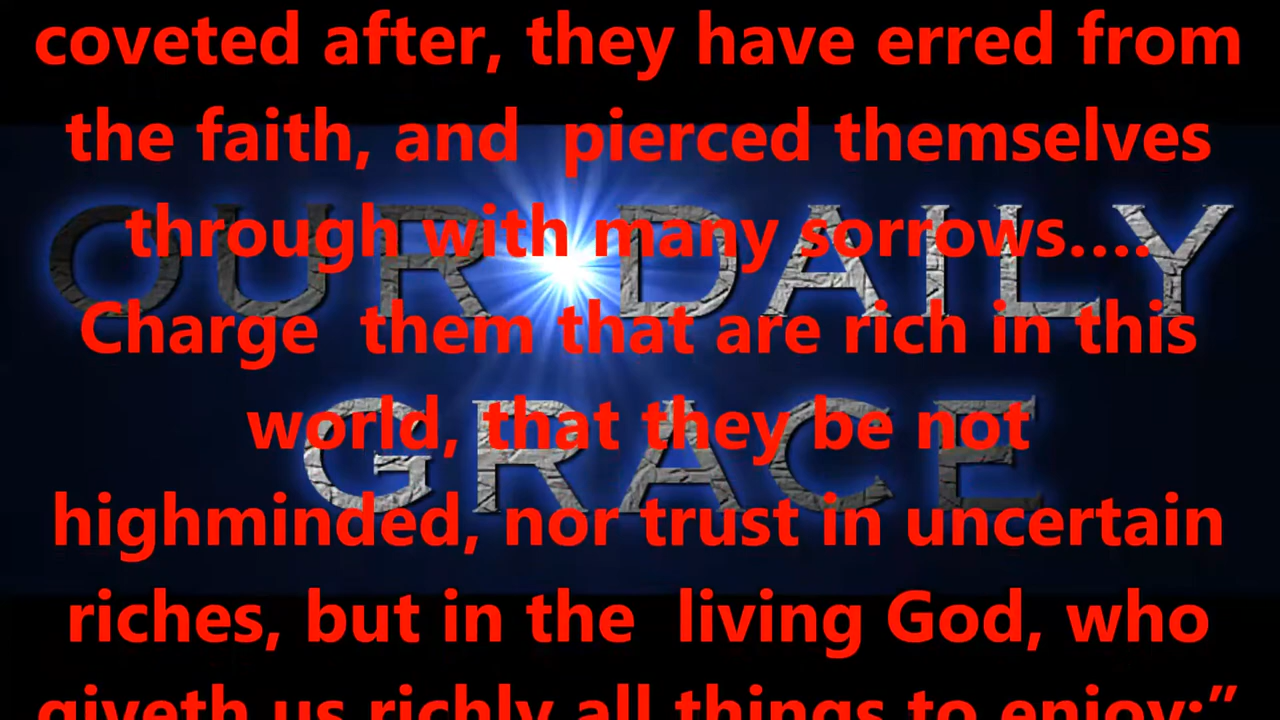 coveted after, they have erred from
the faith, and pierced themselves
through with many sorrows....
Charge them that are rich in this
world, that they be not
highminded, nor trust in uncertain
riches, but in the living God, who
giveth us richly all things to enjoy;”
OUR DAILY
GRACE